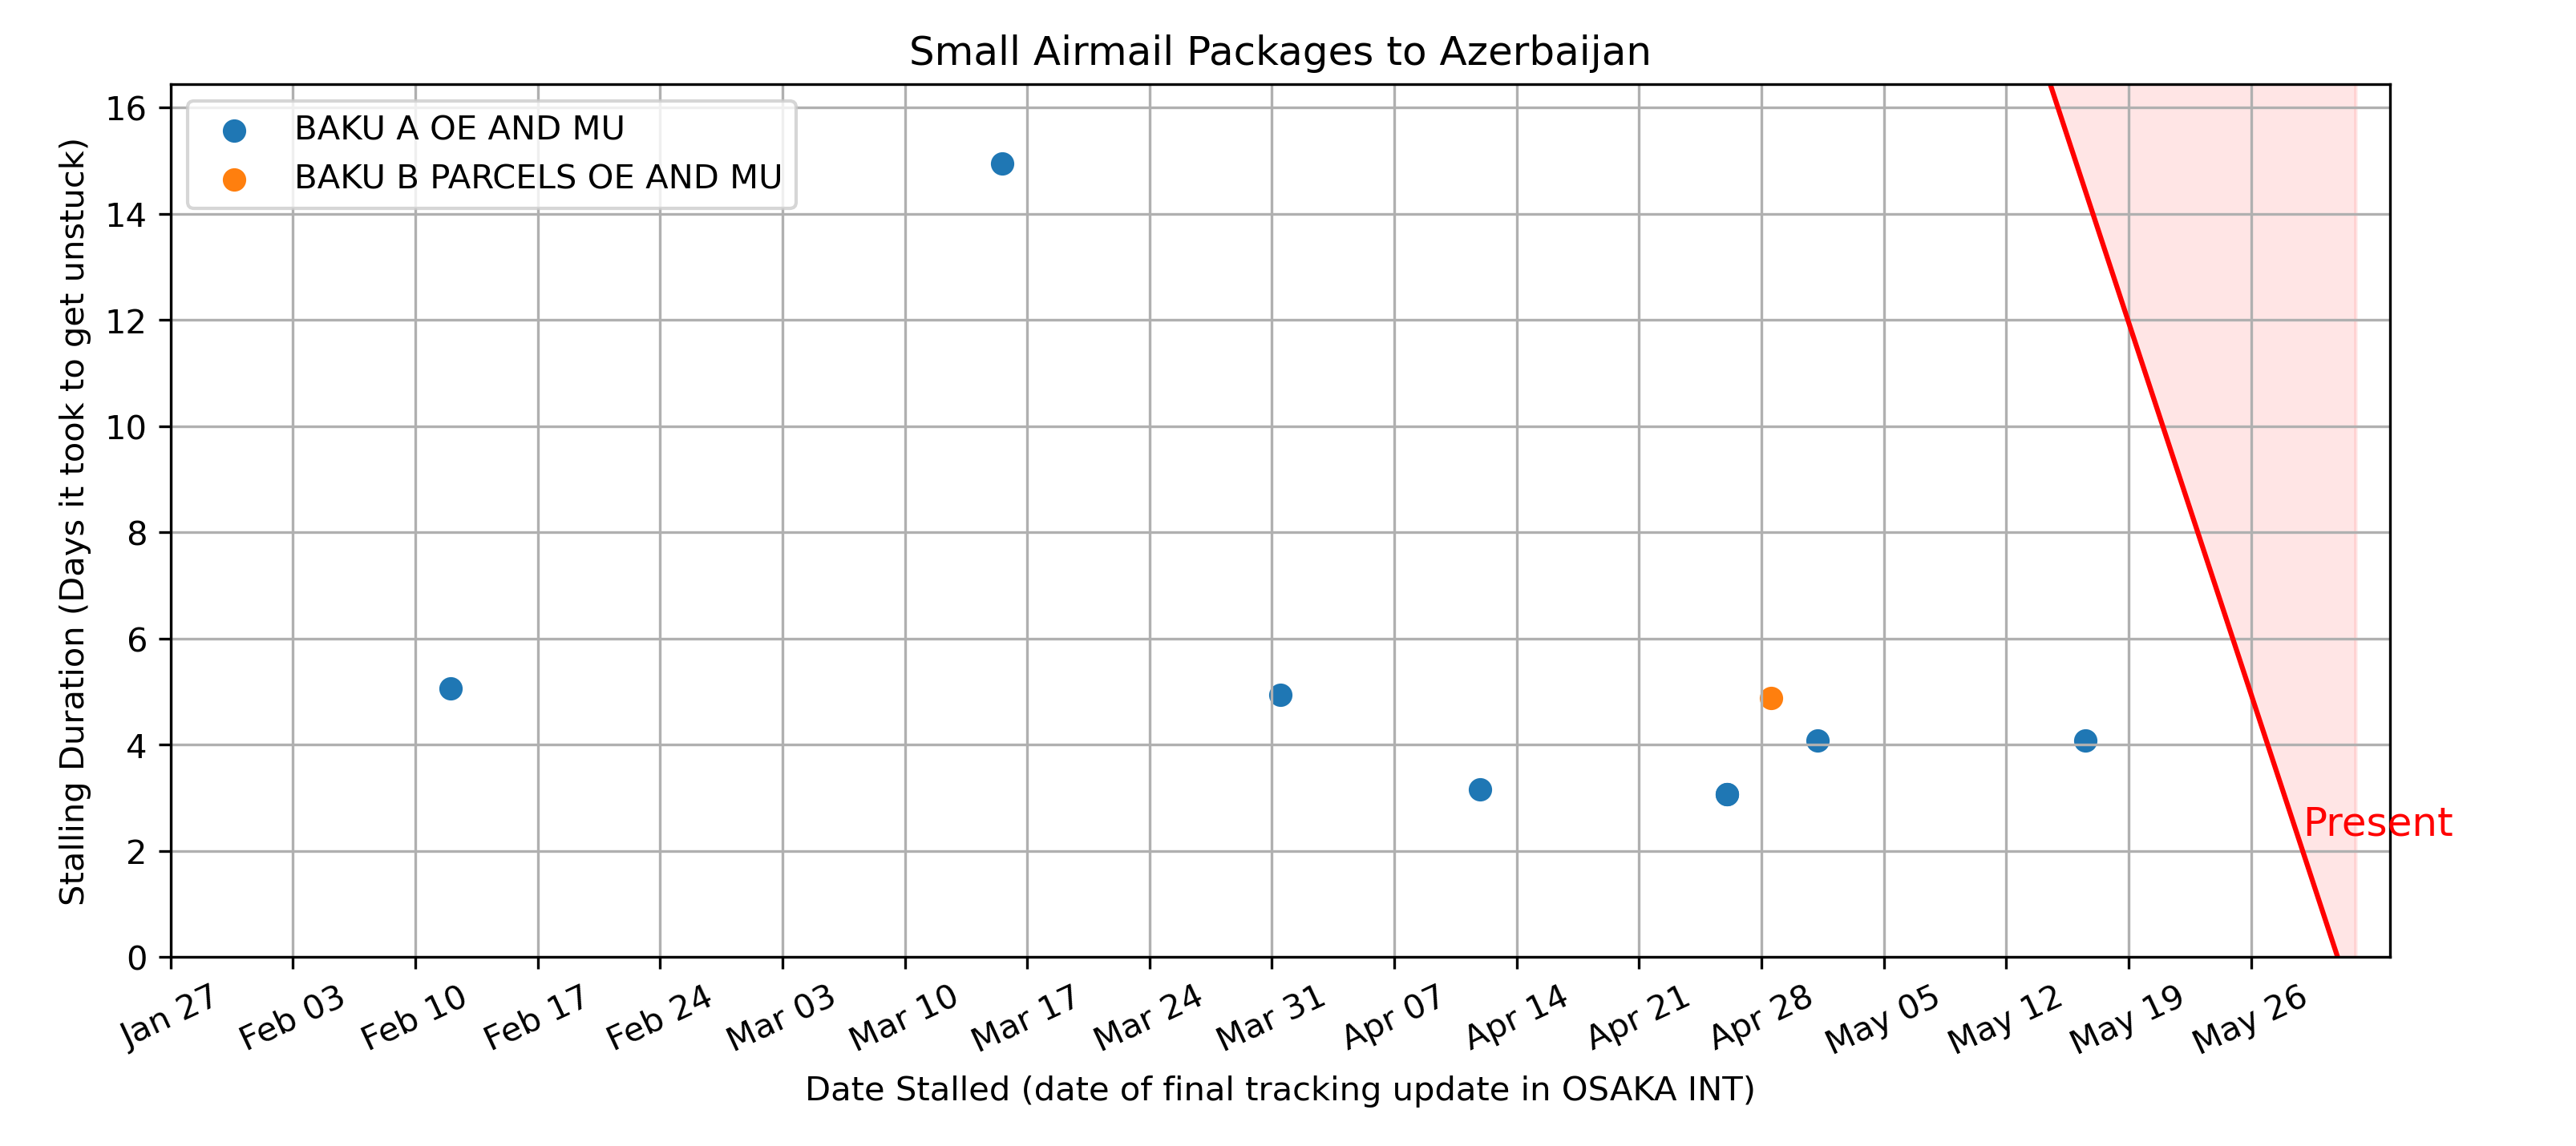 Small Airmail Packages to Azerbaijan
BAKU A OE AND MU
BAKU B PARCELS OE AND MU
Stalling Duration (Days it took to get unstuck)
16
14
12
10
8
6
4
2
0
Present
Jan 27
Feb 03
Feb 10
Feb 17
Feb 24
Mar 03
Mar 10
Mar 17
Mar 24
Mar 31
Apr 07
Apr 14
Apr 21
Apr 28
May 05
May 12
May 19
May 26
Date Stalled (date of final tracking update in OSAKA INT)